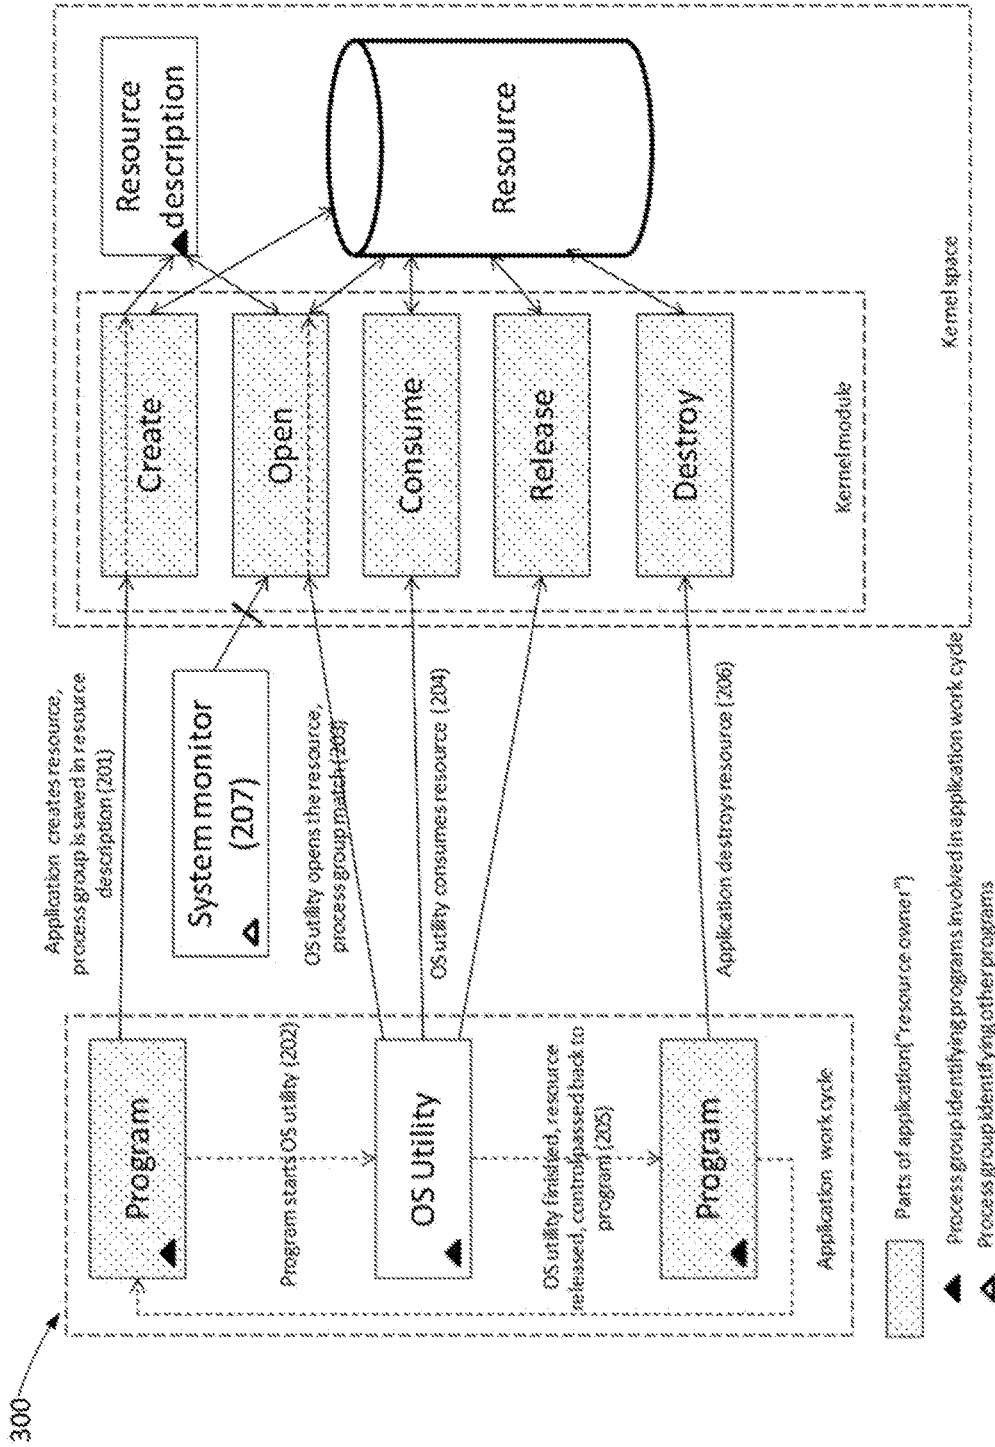 300
Program
Program starts OS utility (202)
OS Utility
OS utility finished, resource
released, control passed back to
program (205)
Program
Application work cycle
Application creates resource,
process group is saved in resource
description (201)
System monitor
(207)
OS utility opens the resource,
process group match (203)
OS utility consumes resource (204)
Application destroys resource (206)
Create
Open
Consume
Release
Destroy
Kernel module
Resource
description
Resource
Kernel space
Parts of application("resource owner")
Process group identifying programs involved in application work cycle
Process group identifying other programs